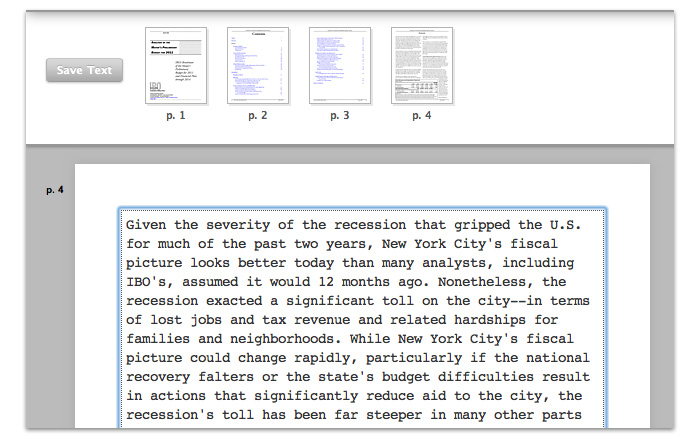 Save Text
p. 1
p. 2
p. 3
p. 4
p. 4
Given the severity of the recession that gripped the U.S.
for much of the past two years, New York City's fiscal
picture looks better today than many analysts, including
IBO's, assumed it would 12 months ago. Nonetheless, the
recession exacted a significant toll on the city--in terms
of lost jobs and tax revenue and related hardships for
families and neighborhoods. While New York City's fiscal
picture could change rapidly, particularly if the national
recovery falters or the state's budget difficulties result
in actions that significantly reduce aid to the city, the
recession's toll has been far steeper in many other parts